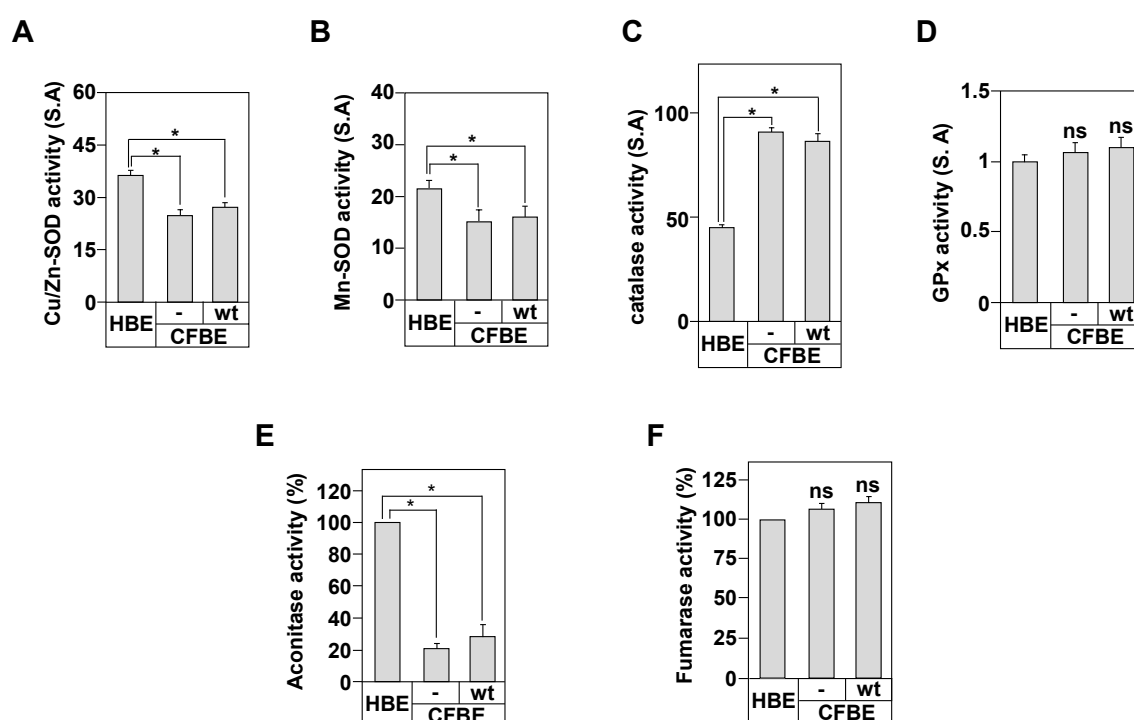 A
B
C
D
Cu/Zn-SOD activity (S.A)
60
45
30
15
0
*
*
HBE
-
wt
CFBE
Mn-SOD activity (S.A)
40
30
20
10
0
*
*
HBE
-
wt
CFBE
catalase activity (S.A)
100
50
0
*
*
HBE
-
wt
CFBE
GPx activity (S. A)
1.5
1
0.5
0
ns
ns
HBE
-
wt
CFBE
E
F
Aconitase activity (%)
120
100
80
60
40
20
0
*
*
HBE
-
wt
CFBE
Fumarase activity (%)
125
100
75
50
25
0
ns
ns
HBE
-
wt
CFBE